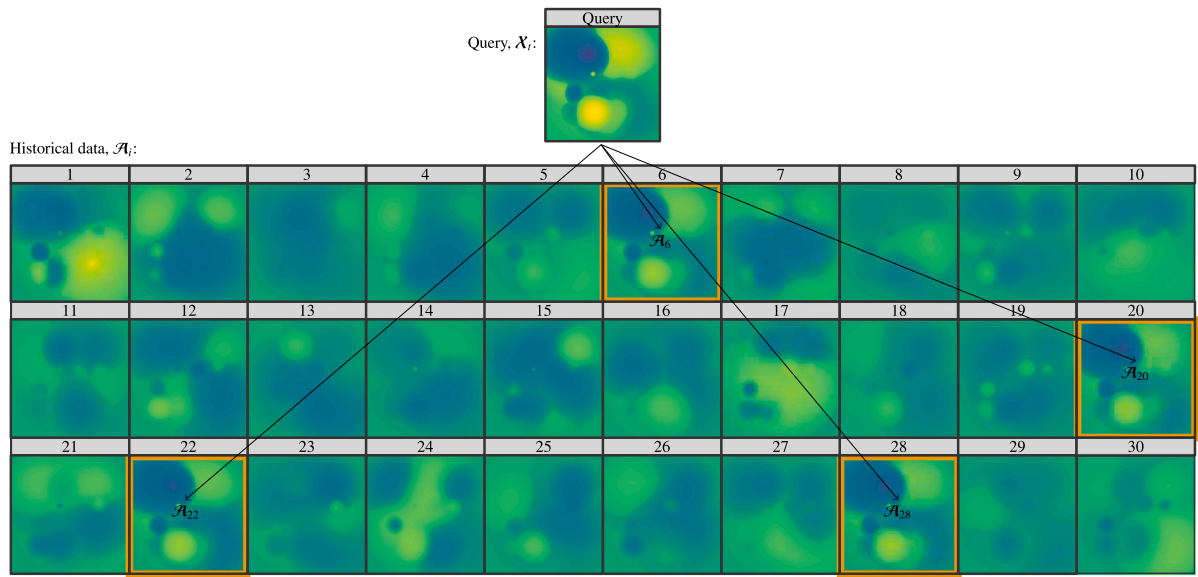 Query
Query, 𝓧ₜ:
Historical data, 𝓐ᵢ:
1 2 3 4 5 6 7 8 9 10
𝓐₆
11 12 13 14 15 16 17 18 19 20
𝓐₂₀
21 22 23 24 25 26 27 28 29 30
𝓐₂₂ 𝓐₂₈